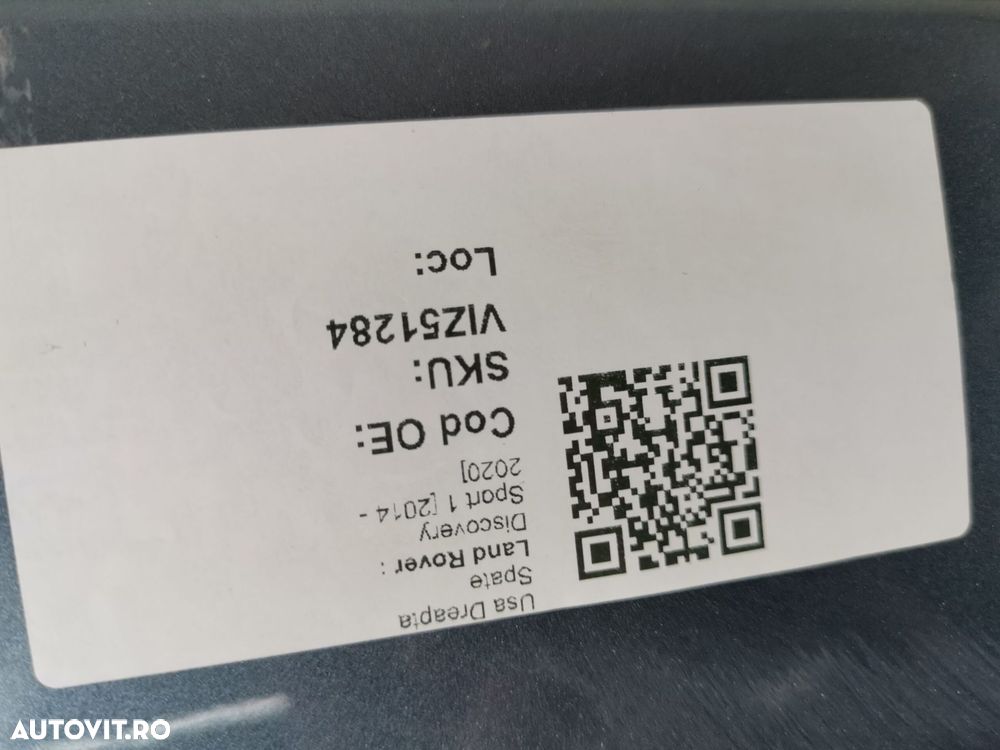 Usa Dreapta
Spate
Land Rover :
Discovery
Sport 1 [2014 -
2020]
Cod OE:
SKU:
VIZ51284
Loc:
AUTOVIT.RO